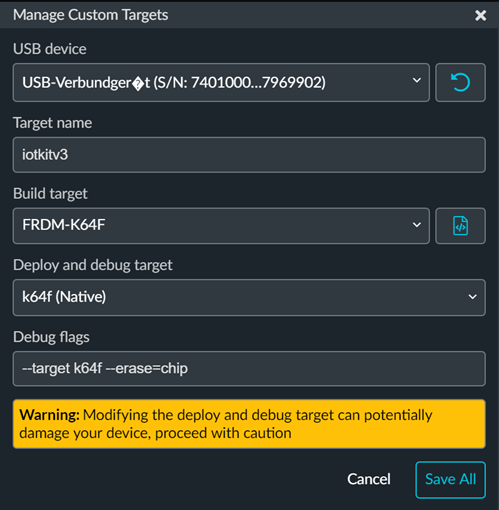 Manage Custom Targets
USB device
USB-Verbundger�t (S/N: 7401000...7969902)
Target name
iotkitv3
Build target
FRDM-K64F
Deploy and debug target
k64f (Native)
Debug flags
--target k64f --erase=chip
Warning: Modifying the deploy and debug target can potentially
damage your device, proceed with caution
Cancel
Save All